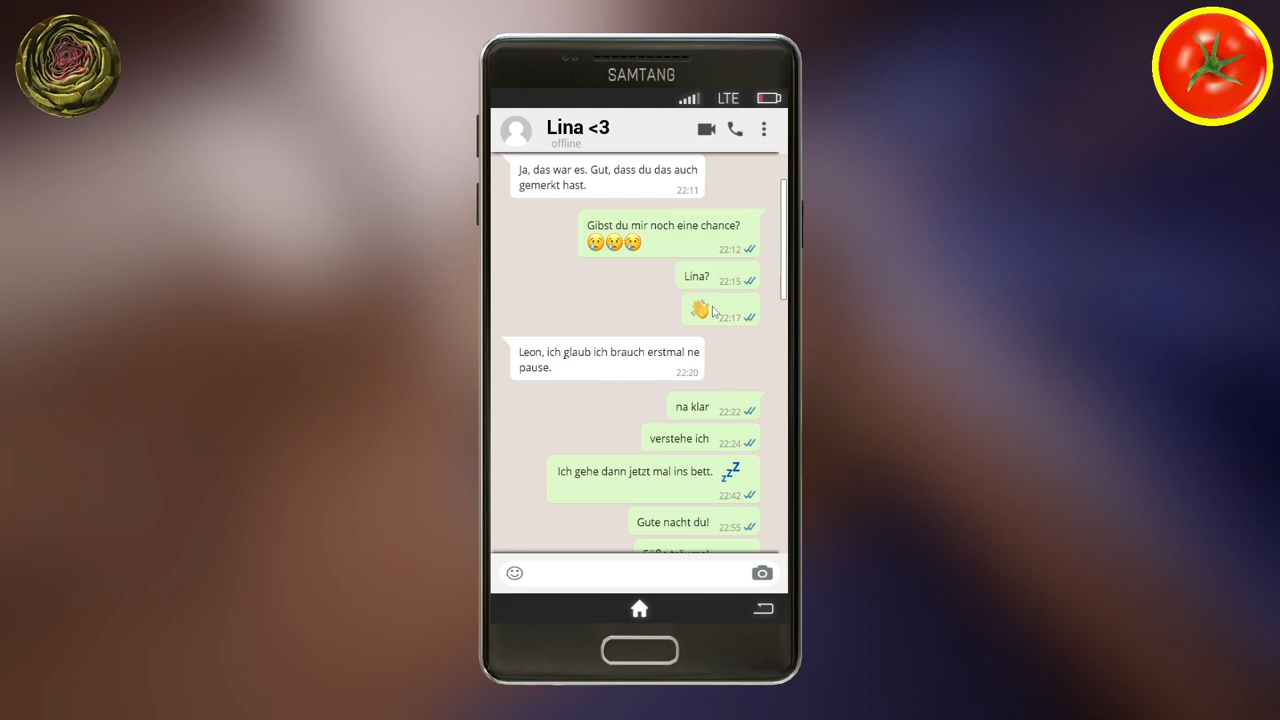 SAMTANG
LTE
Lina <3
offline
Ja, das war es. Gut, dass du das auch
gemerkt hast.
22:11
Gibst du mir noch eine chance?
😢😢😢
22:12
Lina?
22:15
👋
22:17
Leon, ich glaub ich brauch erstmal ne
pause.
22:20
na klar
22:22
verstehe ich
22:24
Ich gehe dann jetzt mal ins bett. 💤
22:42
Gute nacht du!
22:55